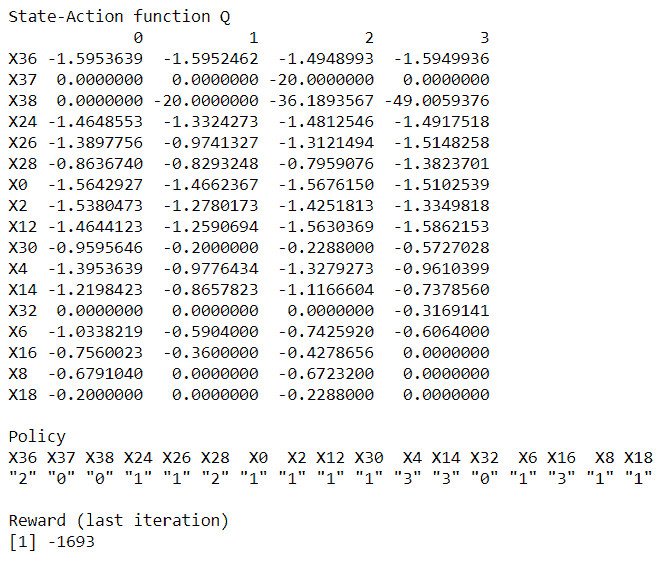 State-Action function Q
             0           1           2           3
X36 -1.5953639  -1.5952462  -1.4948993  -1.5949936
X37  0.0000000   0.0000000 -20.0000000   0.0000000
X38  0.0000000 -20.0000000 -36.1893567 -49.0059376
X24 -1.4648553  -1.3324273  -1.4812546  -1.4917518
X26 -1.3897756  -0.9741327  -1.3121494  -1.5148258
X28 -0.8636740  -0.8293248  -0.7959076  -1.3823701
X0  -1.5642927  -1.4662367  -1.5676150  -1.5102539
X2  -1.5380473  -1.2780173  -1.4251813  -1.3349818
X12 -1.4644123  -1.2590694  -1.5630369  -1.5862153
X30 -0.9595646  -0.2000000  -0.2288000  -0.5727028
X4  -1.3953639  -0.9776434  -1.3279273  -0.9610399
X14 -1.2198423  -0.8657823  -1.1166604  -0.7378560
X32  0.0000000   0.0000000   0.0000000  -0.3169141
X6  -1.0338219  -0.5904000  -0.7425920  -0.6064000
X16 -0.7560023  -0.3600000  -0.4278656   0.0000000
X8  -0.6791040   0.0000000  -0.6723200   0.0000000
X18 -0.2000000   0.0000000  -0.2288000   0.0000000
Policy
X36 X37 X38 X24 X26 X28  X0  X2 X12 X30  X4 X14 X32  X6 X16  X8 X18
"2" "0" "0" "1" "1" "2" "1" "1" "1" "1" "3" "3" "0" "1" "3" "1" "1"
Reward (last iteration)
[1] -1693